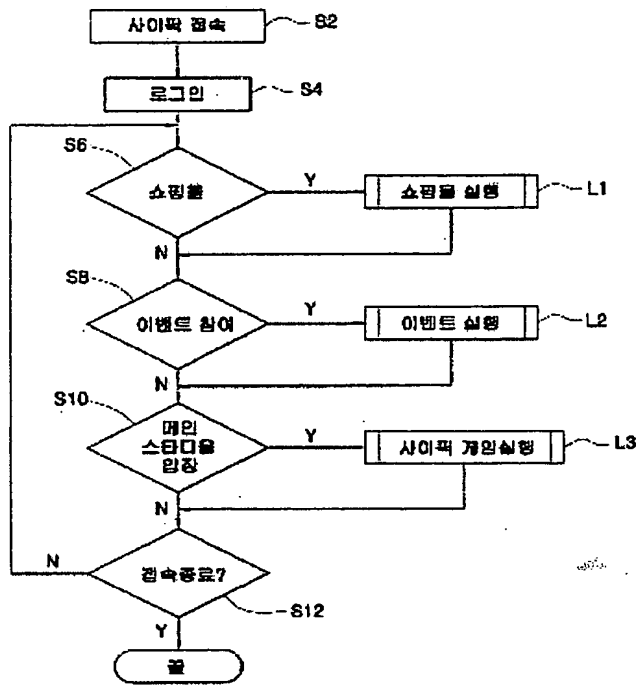 사이픽 접속
S2
로그인
S4
S6
쇼핑몰
Y
쇼핑몰 실행
L1
N
S8
이벤트 참여
Y
이벤트 실행
L2
N
S10
메인
스타디움
입장
Y
사이픽 게임실행
L3
N
접속종료?
N
S12
Y
끝